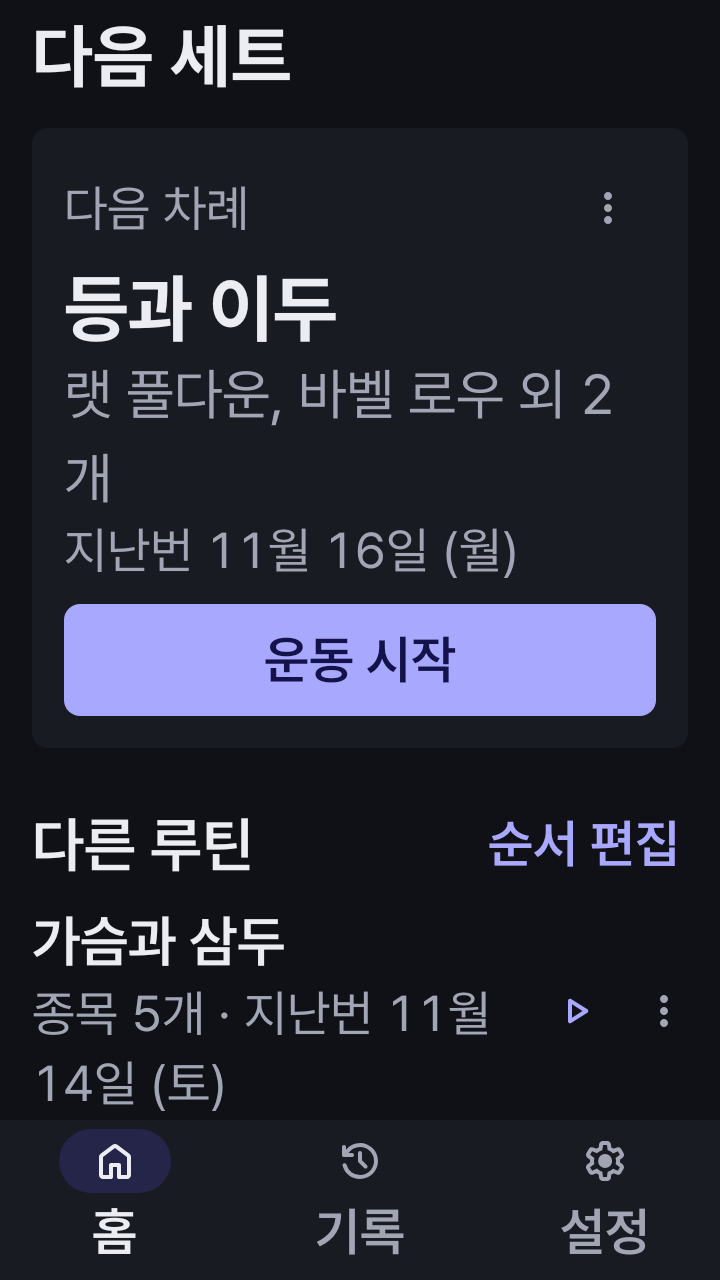 다음 세트
다음 차례
등과 이두
랫 풀다운, 바벨 로우 외 2
개
지난번 11월 16일 (월)
운동 시작
다른 루틴
순서 편집
가슴과 삼두
종목 5개 · 지난번 11월
14일 (토)
홈
기록
설정